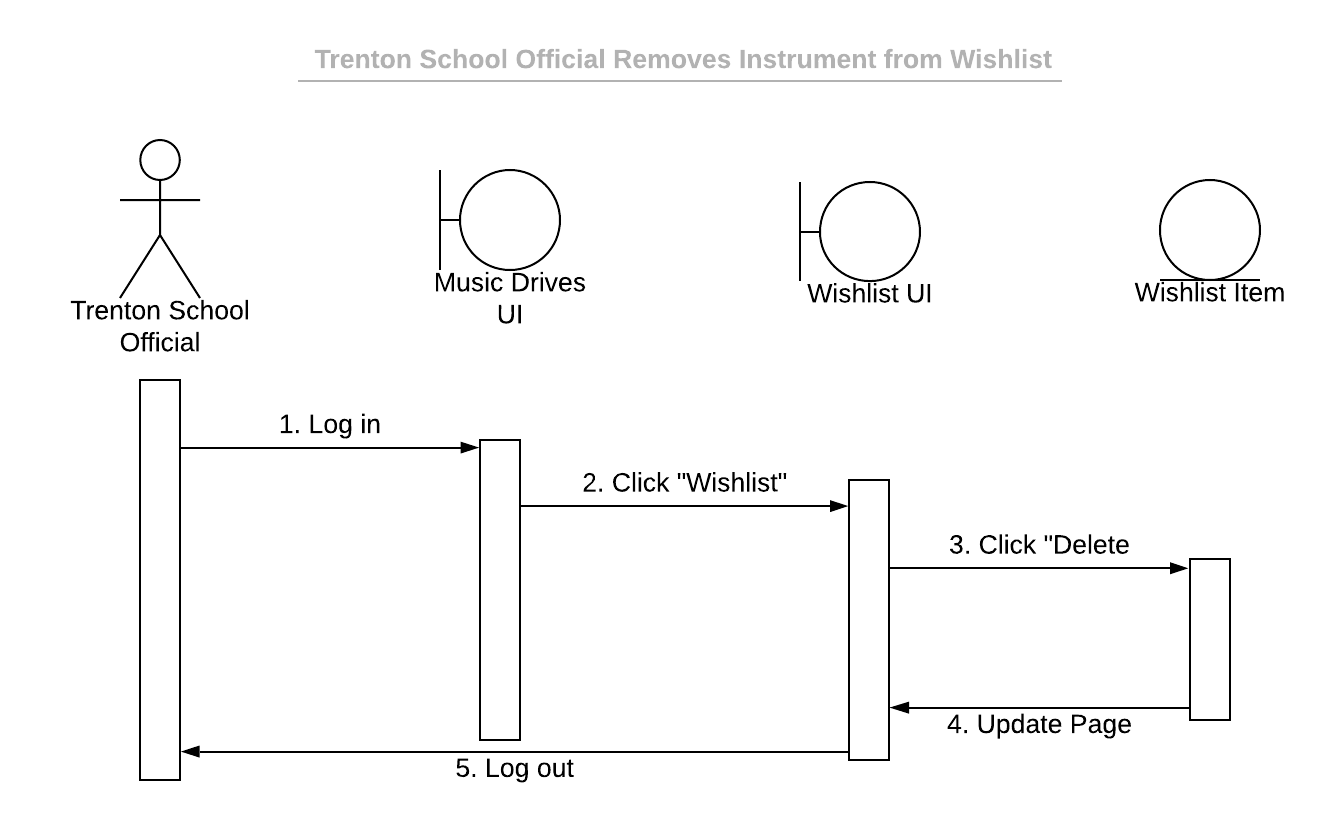 Trenton School Official Removes Instrument from Wishlist
Trenton School
Official
Music Drives
UI
Wishlist UI
Wishlist Item
1. Log in
2. Click "Wishlist"
3. Click "Delete
4. Update Page
5. Log out